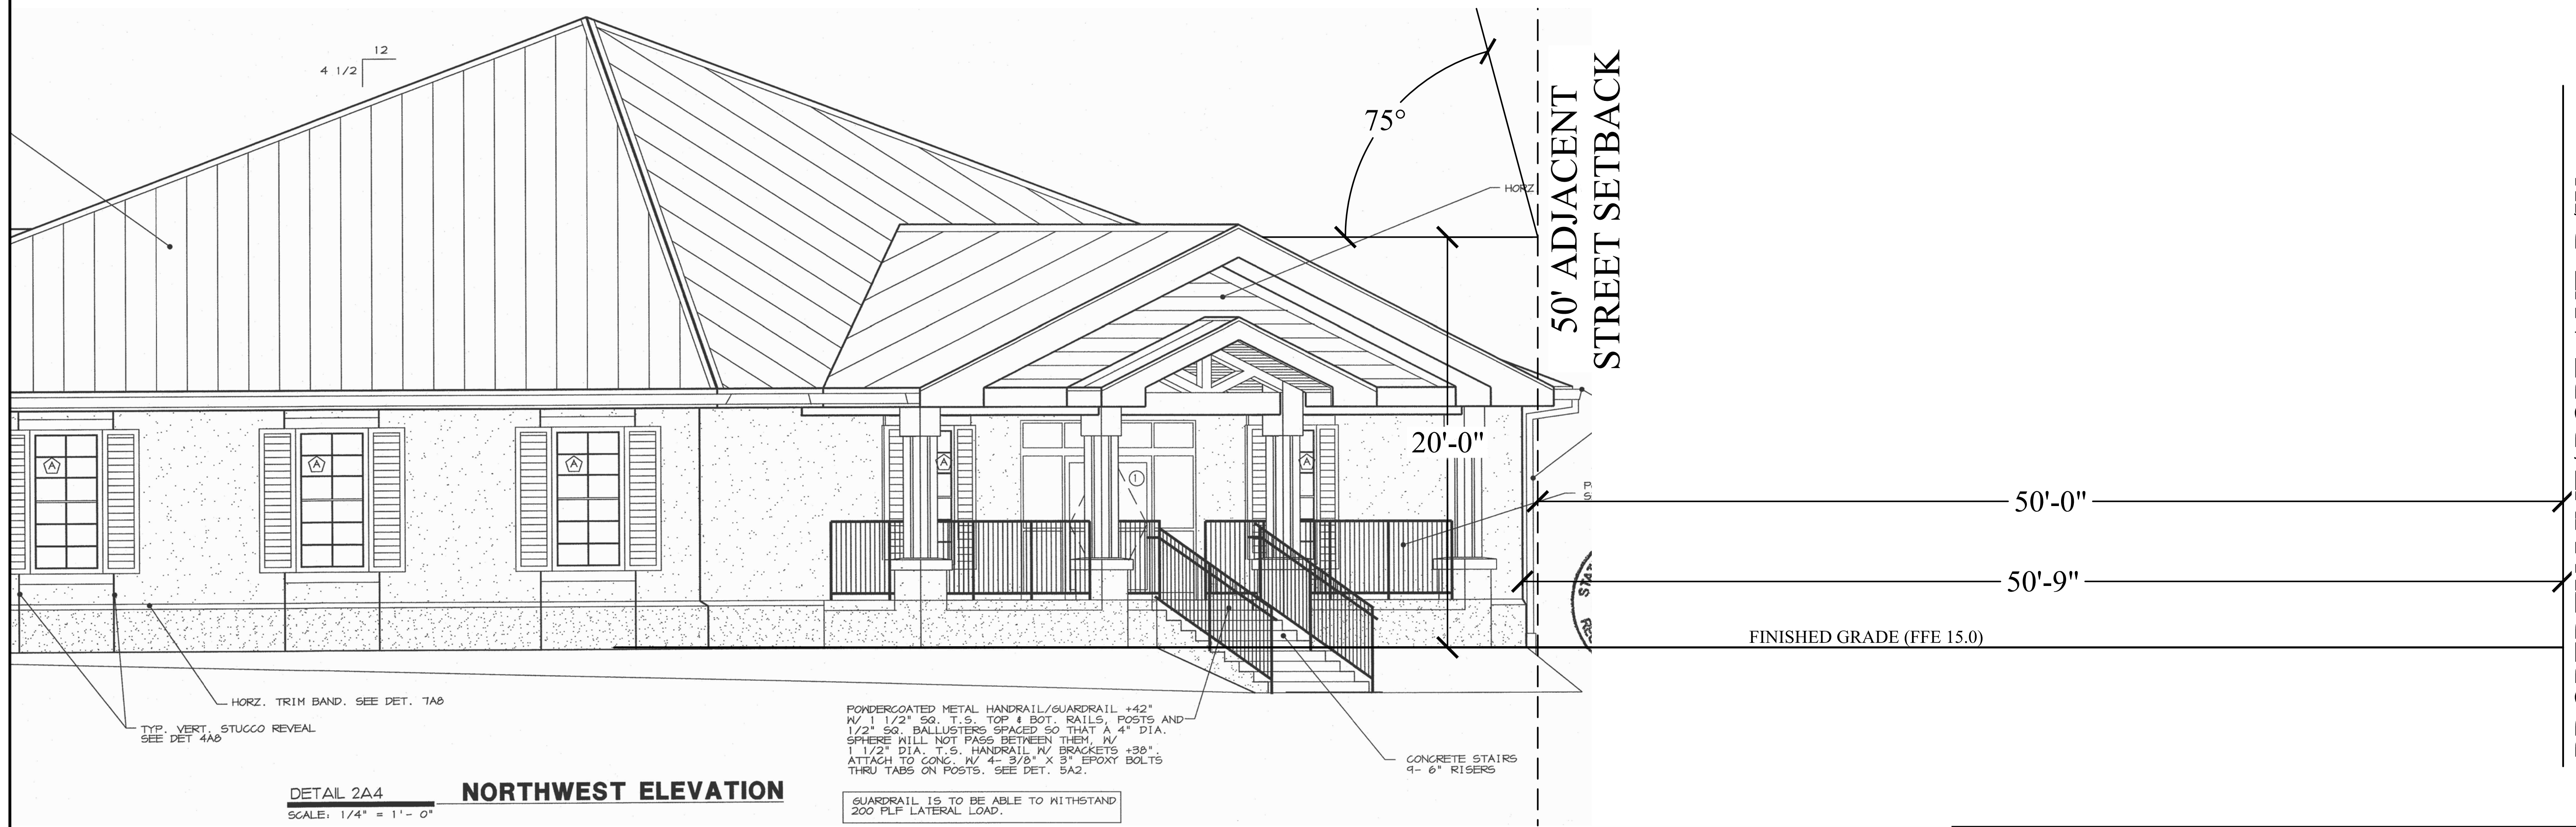 12
4 1/2
75°
50' ADJACENT
STREET SETBACK
HORZ
A
A
A
A
A
1
20'-0"
50'-0"
50'-9"
FINISHED GRADE (FFE 15.0)
HORZ. TRIM BAND. SEE DET. 7A8
TYP. VERT. STUCCO REVEAL
SEE DET 4A8
POWDERCOATED METAL HANDRAIL/GUARDRAIL +42"
W/ 1 1/2" SQ. T.S. TOP & BOT. RAILS, POSTS AND
1/2" SQ. BALLUSTERS SPACED SO THAT A 4" DIA.
SPHERE WILL NOT PASS BETWEEN THEM, W/
1 1/2" DIA. T.S. HANDRAIL W/ BRACKETS +38".
ATTACH TO CONC. W/ 4- 3/8" X 3" EPOXY BOLTS
THRU TABS ON POSTS. SEE DET. 5A2.
CONCRETE STAIRS
9- 6" RISERS
DETAIL 2A4
NORTHWEST ELEVATION
SCALE: 1/4" = 1'- 0"
GUARDRAIL IS TO BE ABLE TO WITHSTAND
200 PLF LATERAL LOAD.